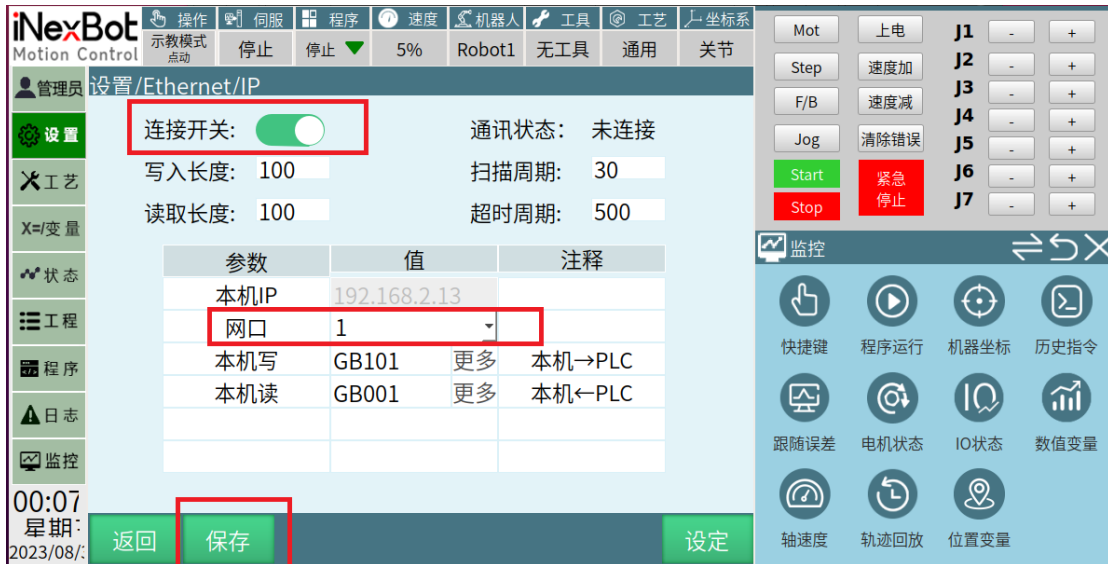 iNexBot
Motion Control
操作 伺服 程序 速度 机器人 工具 工艺 坐标系
示教模式
点动
停止 停止 5% Robot1 无工具 通用 关节
管理员
设置
工艺
X=/变量
状态
工程
程序
日志
监控
00:07
星期
2023/08/
设置/Ethernet/IP
连接开关: 通讯状态: 未连接
写入长度: 100 扫描周期: 30
读取长度: 100 超时周期: 500
参数 值 注释
本机IP 192.168.2.13
网口 1
本机写 GB101 更多 本机→PLC
本机读 GB001 更多 本机←PLC
返回 保存 设定
Mot 上电 J1 - +
Step 速度加 J2 - +
F/B 速度减 J3 - +
J4 - +
Jog 清除错误 J5 - +
Start 紧急 J6 - +
Stop 停止 J7 - +
监控
快捷键 程序运行 机器坐标 历史指令
跟随误差 电机状态 IO状态 数值变量
轴速度 轨迹回放 位置变量